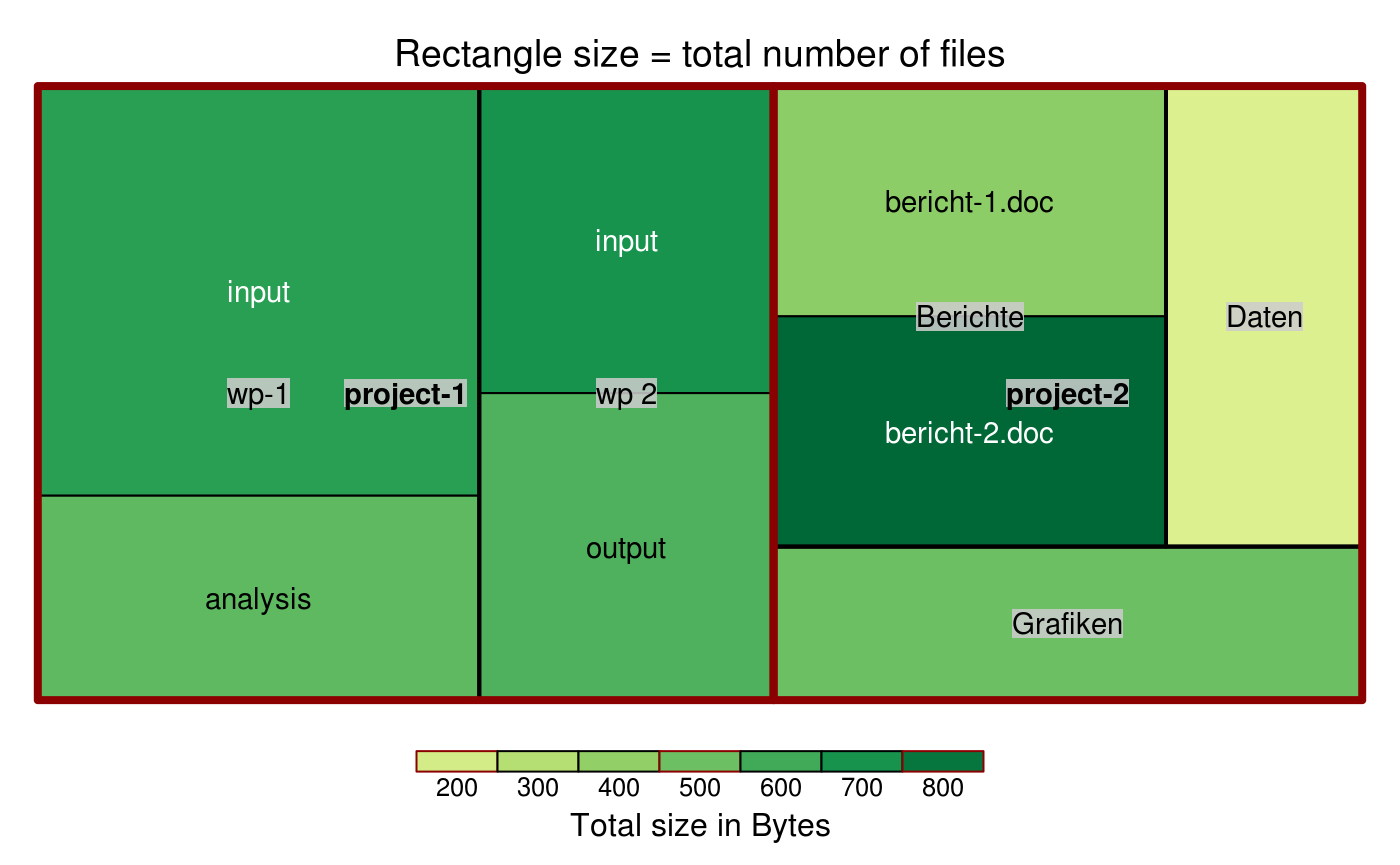 Rectangle size = total number of files
input
wp-1
project-1
analysis
input
wp 2
output
bericht-1.doc
Berichte
project-2
bericht-2.doc
Daten
Grafiken
200 300 400 500 600 700 800
Total size in Bytes